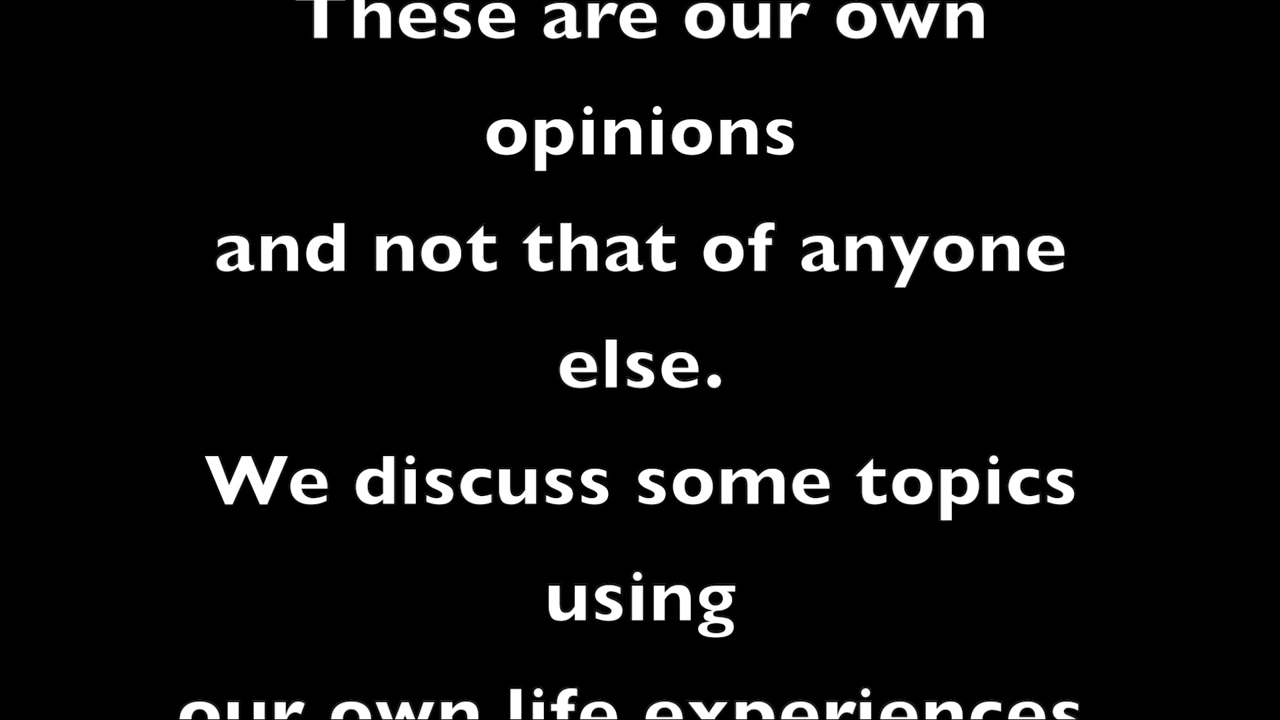 These are our own
opinions
and not that of anyone
else.
We discuss some topics
using
our own life experiences